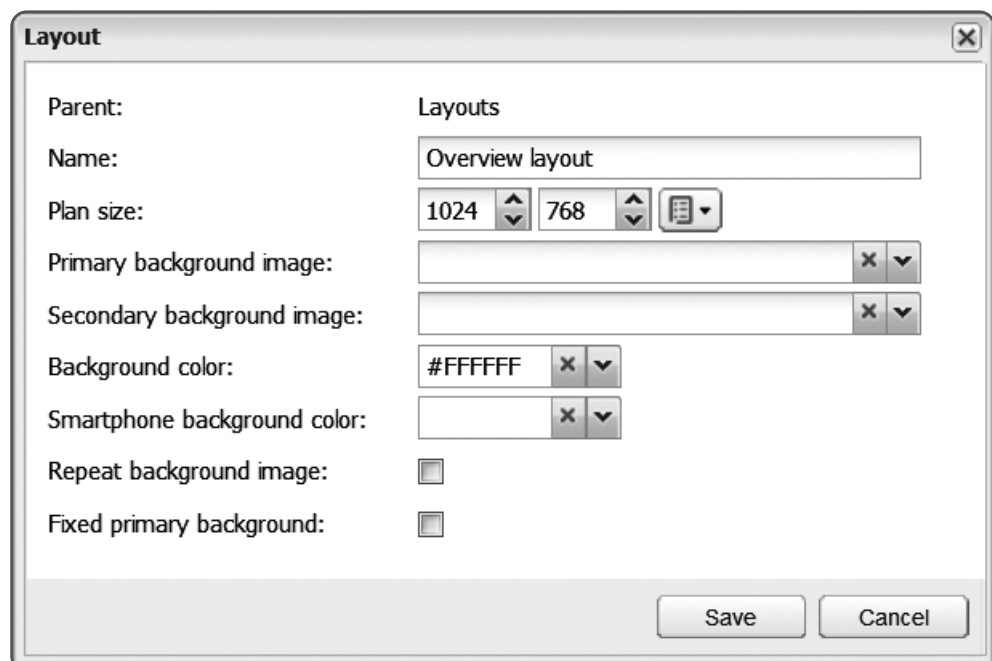 Layout
Parent: Layouts
Name: Overview layout
Plan size: 1024 768
Primary background image:
Secondary background image:
Background color: #FFFFFF
Smartphone background color:
Repeat background image:
Fixed primary background:
Save Cancel